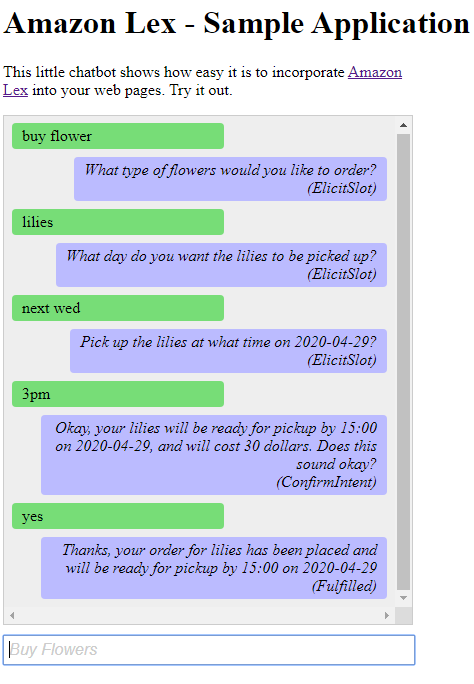 Amazon Lex - Sample Application
This little chatbot shows how easy it is to incorporate Amazon
Lex into your web pages. Try it out.
buy flower
What type of flowers would you like to order?
(ElicitSlot)
lilies
What day do you want the lilies to be picked up?
(ElicitSlot)
next wed
Pick up the lilies at what time on 2020-04-29?
(ElicitSlot)
3pm
Okay, your lilies will be ready for pickup by 15:00
on 2020-04-29, and will cost 30 dollars. Does this
sound okay?
(ConfirmIntent)
yes
Thanks, your order for lilies has been placed and
will be ready for pickup by 15:00 on 2020-04-29
(Fulfilled)
Buy Flowers